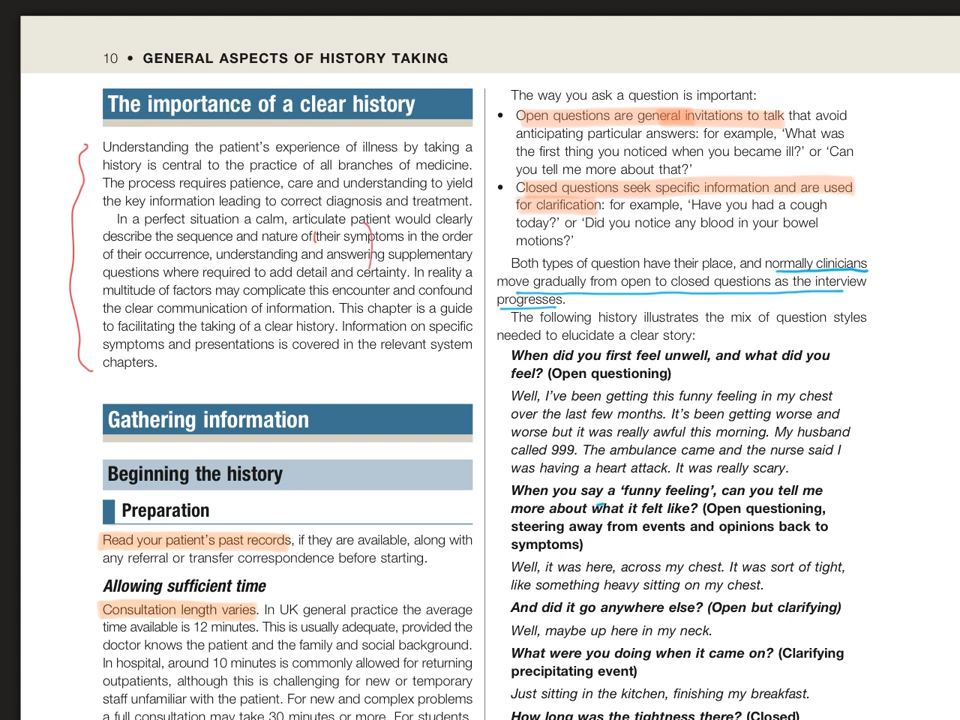 10 • GENERAL ASPECTS OF HISTORY TAKING
The importance of a clear history
Understanding the patient's experience of illness by taking a
history is central to the practice of all branches of medicine.
The process requires patience, care and understanding to yield
the key information leading to correct diagnosis and treatment.
In a perfect situation a calm, articulate patient would clearly
describe the sequence and nature of their symptoms in the order
of their occurrence, understanding and answering supplementary
questions where required to add detail and certainty. In reality a
multitude of factors may complicate this encounter and confound
the clear communication of information. This chapter is a guide
to facilitating the taking of a clear history. Information on specific
symptoms and presentations is covered in the relevant system
chapters.
Gathering information
Beginning the history
Preparation
Read your patient's past records, if they are available, along with
any referral or transfer correspondence before starting.
Allowing sufficient time
Consultation length varies. In UK general practice the average
time available is 12 minutes. This is usually adequate, provided the
doctor knows the patient and the family and social background.
In hospital, around 10 minutes is commonly allowed for returning
outpatients, although this is challenging for new or temporary
staff unfamiliar with the patient. For new and complex problems
a full consultation may take 30 minutes or more. For students,
The way you ask a question is important:
• Open questions are general invitations to talk that avoid
anticipating particular answers: for example, 'What was
the first thing you noticed when you became ill?' or 'Can
you tell me more about that?'
• Closed questions seek specific information and are used
for clarification: for example, 'Have you had a cough
today?' or 'Did you notice any blood in your bowel
motions?'
Both types of question have their place, and normally clinicians
move gradually from open to closed questions as the interview
progresses.
The following history illustrates the mix of question styles
needed to elucidate a clear story:
When did you first feel unwell, and what did you
feel? (Open questioning)
Well, I've been getting this funny feeling in my chest
over the last few months. It's been getting worse and
worse but it was really awful this morning. My husband
called 999. The ambulance came and the nurse said I
was having a heart attack. It was really scary.
When you say a 'funny feeling', can you tell me
more about what it felt like? (Open questioning,
steering away from events and opinions back to
symptoms)
Well, it was here, across my chest. It was sort of tight,
like something heavy sitting on my chest.
And did it go anywhere else? (Open but clarifying)
Well, maybe up here in my neck.
What were you doing when it came on? (Clarifying
precipitating event)
Just sitting in the kitchen, finishing my breakfast.
How long was the tightness there? (Closed)